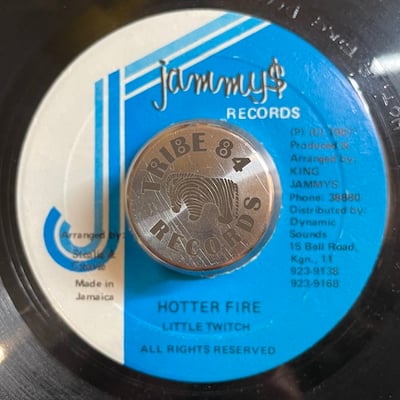 jammy$
RECORDS
(P) (C) 1987
Produced &
Arranged by:
KING
JAMMYS
Phone: 38880
Distributed by:
Dynamic
Sounds
15 Bell Road,
Kgn., 11
923-9138
923-9168
TRIBE 84
RECORDS
Arranged by:
Steelie &
Made in
Jamaica
HOTTER FIRE
LITTLE TWITCH
ALL RIGHTS RESERVED